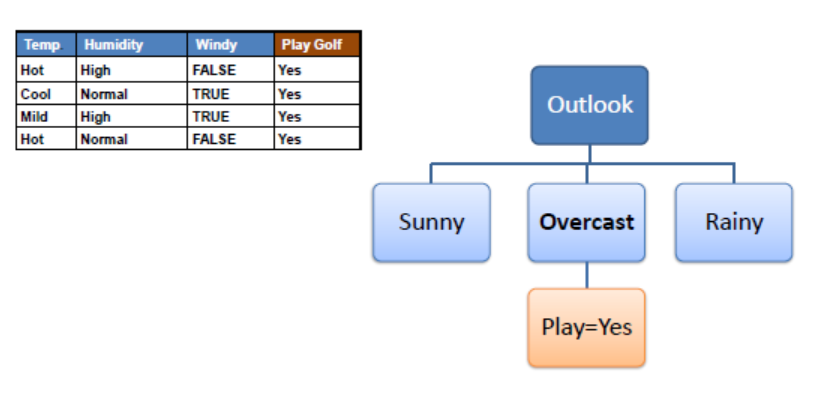 Temp. Humidity Windy Play Golf
Hot High FALSE Yes
Cool Normal TRUE Yes
Mild High TRUE Yes
Hot Normal FALSE Yes
Outlook
Sunny Overcast Rainy
Play=Yes